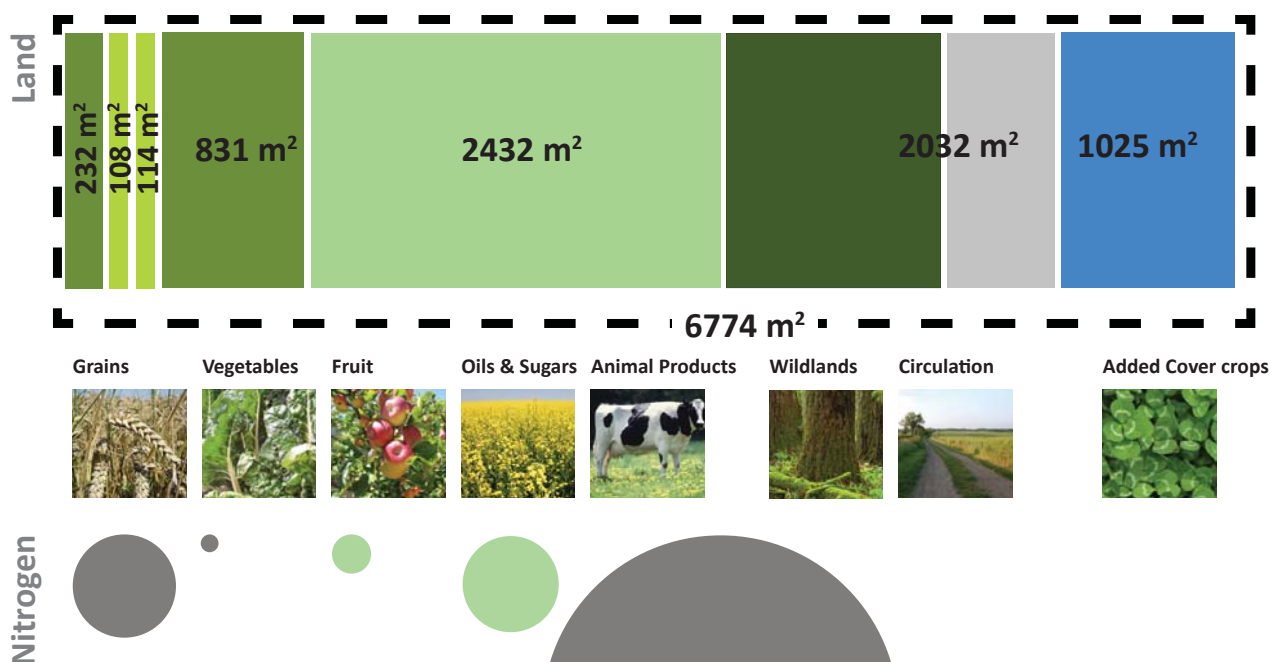 Land
232 m²
108 m²
114 m²
831 m²
2432 m²
2032 m²
1025 m²
6774 m²
Grains
Vegetables
Fruit
Oils & Sugars
Animal Products
Wildlands
Circulation
Added Cover crops
Nitrogen